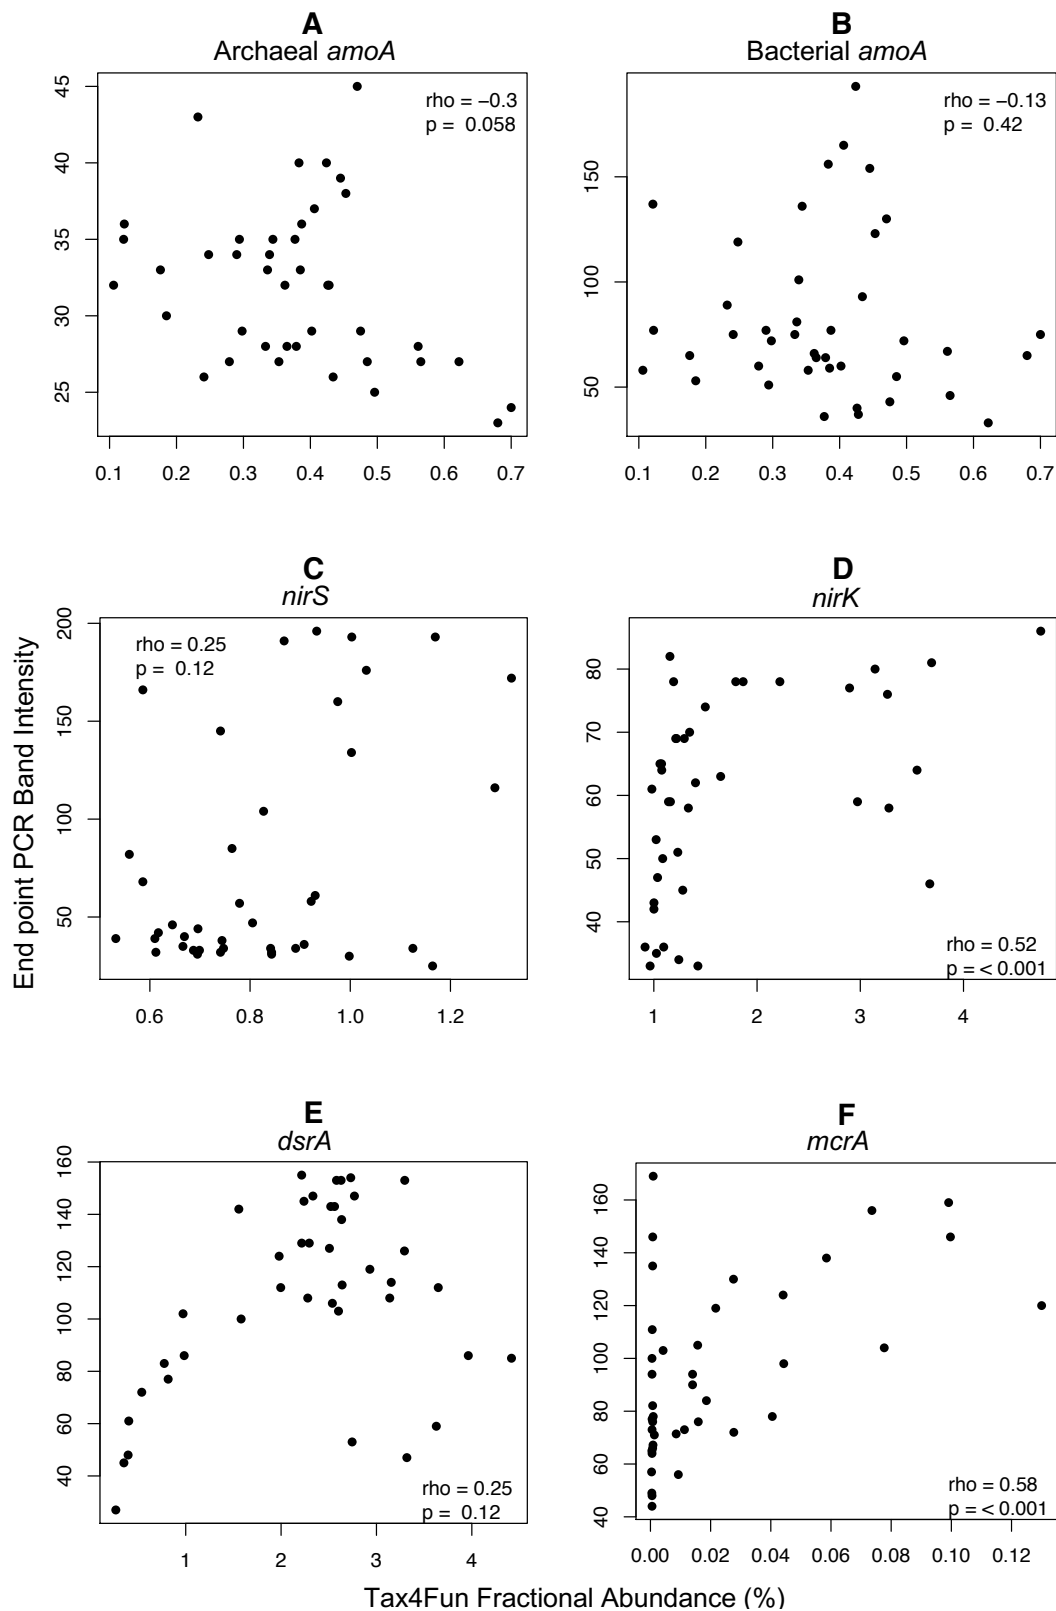 A
Archaeal amoA
rho = −0.3
p = 0.058
45
40
35
30
25
0.1 0.2 0.3 0.4 0.5 0.6 0.7
B
Bacterial amoA
rho = −0.13
p = 0.42
150
100
50
0.1 0.2 0.3 0.4 0.5 0.6 0.7
End point PCR Band Intensity
C
nirS
rho = 0.25
p = 0.12
200
150
100
50
0.6 0.8 1.0 1.2
D
nirK
80
70
60
50
40
rho = 0.52
p = < 0.001
1 2 3 4
E
dsrA
160
140
120
100
80
60
40
rho = 0.25
p = 0.12
1 2 3 4
F
mcrA
160
140
120
100
80
60
40
rho = 0.58
p = < 0.001
0.00 0.02 0.04 0.06 0.08 0.10 0.12
Tax4Fun Fractional Abundance (%)